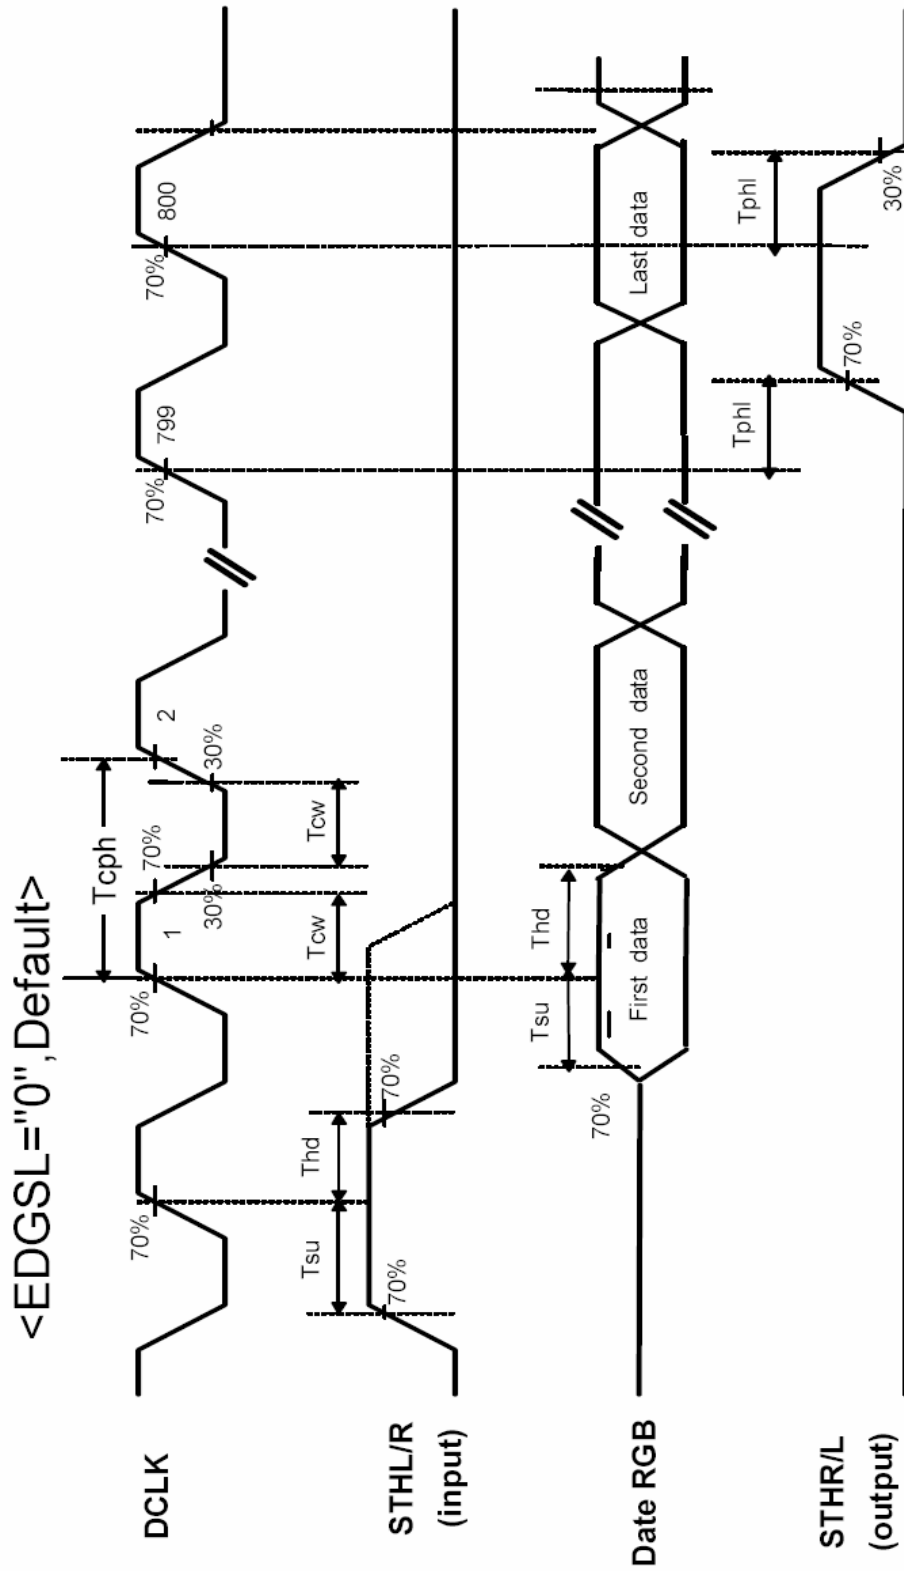 <EDGSL="0",Default>
Tcph
DCLK
70%
70%
1
70%
30%
30%
2
70%
799
70%
800
Tcw
Tcw
STHL/R
(input)
Tsu
Thd
70%
70%
Date RGB
70%
Tsu
Thd
First data
Second data
Last data
STHR/L
(output)
Tphl
70%
Tphl
30%